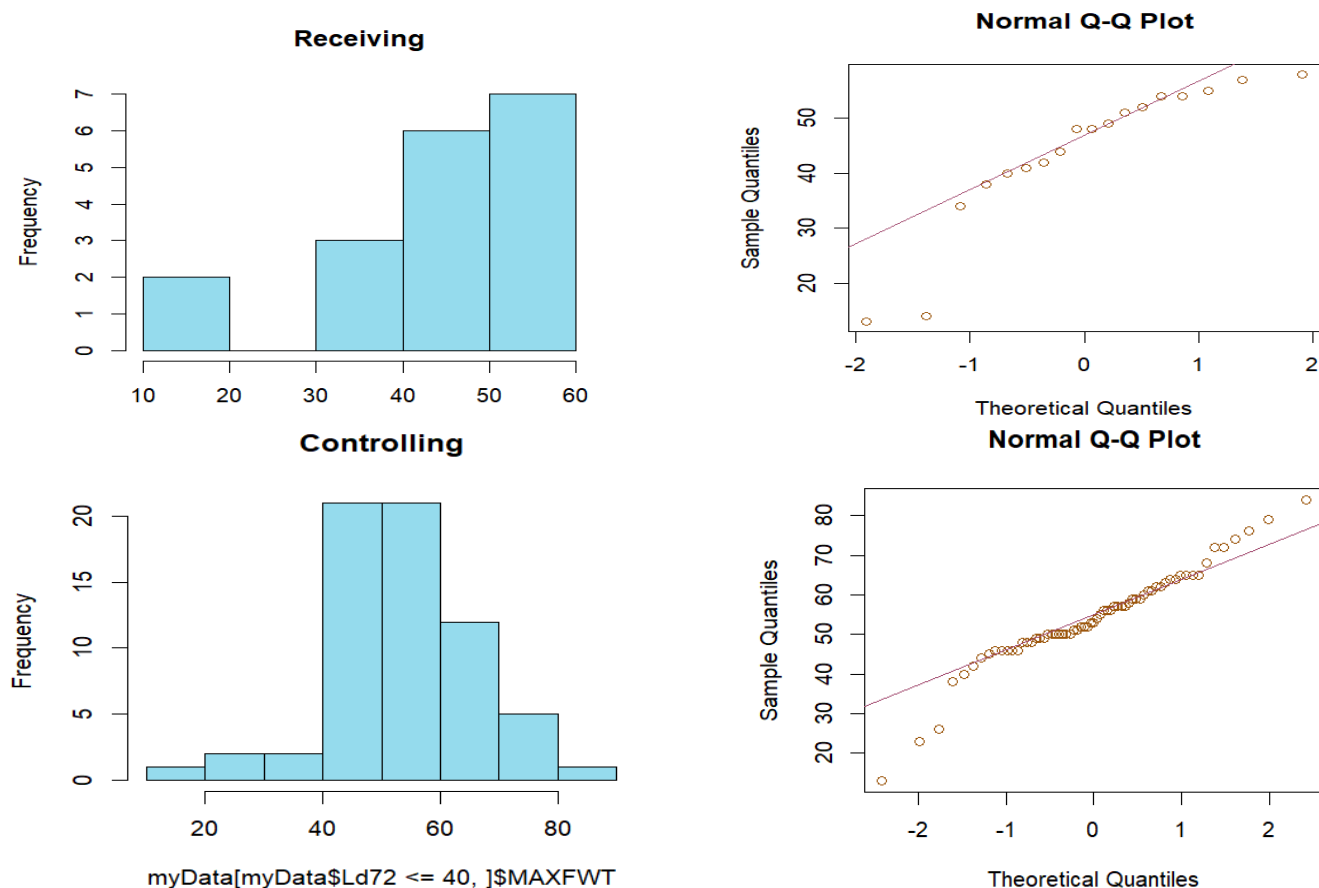 Receiving
Frequency
7
6
5
4
3
2
1
0
10 20 30 40 50 60
Normal Q-Q Plot
Sample Quantiles
50
40
30
20
-2 -1 0 1 2
Theoretical Quantiles
Controlling
Frequency
20
15
10
5
0
20 40 60 80
myData[myData$Ld72 <= 40, ]$MAXFWT
Normal Q-Q Plot
Sample Quantiles
80
70
60
50
40
30
20
-2 -1 0 1 2
Theoretical Quantiles